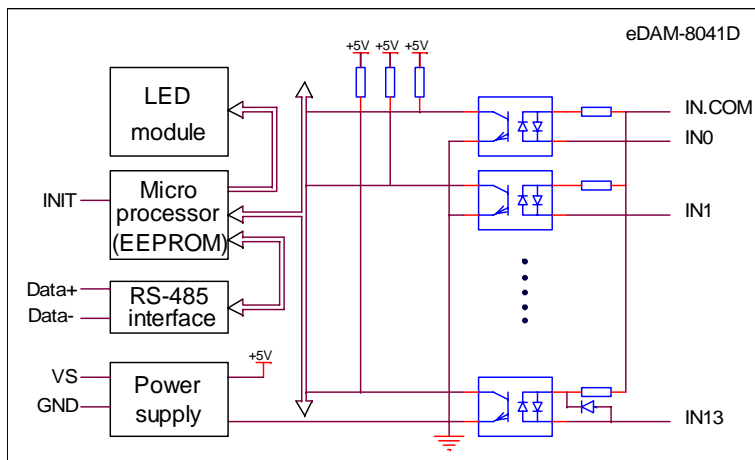 eDAM-8041D
+5V +5V +5V
LED
module
IN.COM
IN0
INIT
Micro
processor
(EEPROM)
IN1
Data+
Data-
RS-485
interface
+5V
VS
GND
Power
supply
IN13